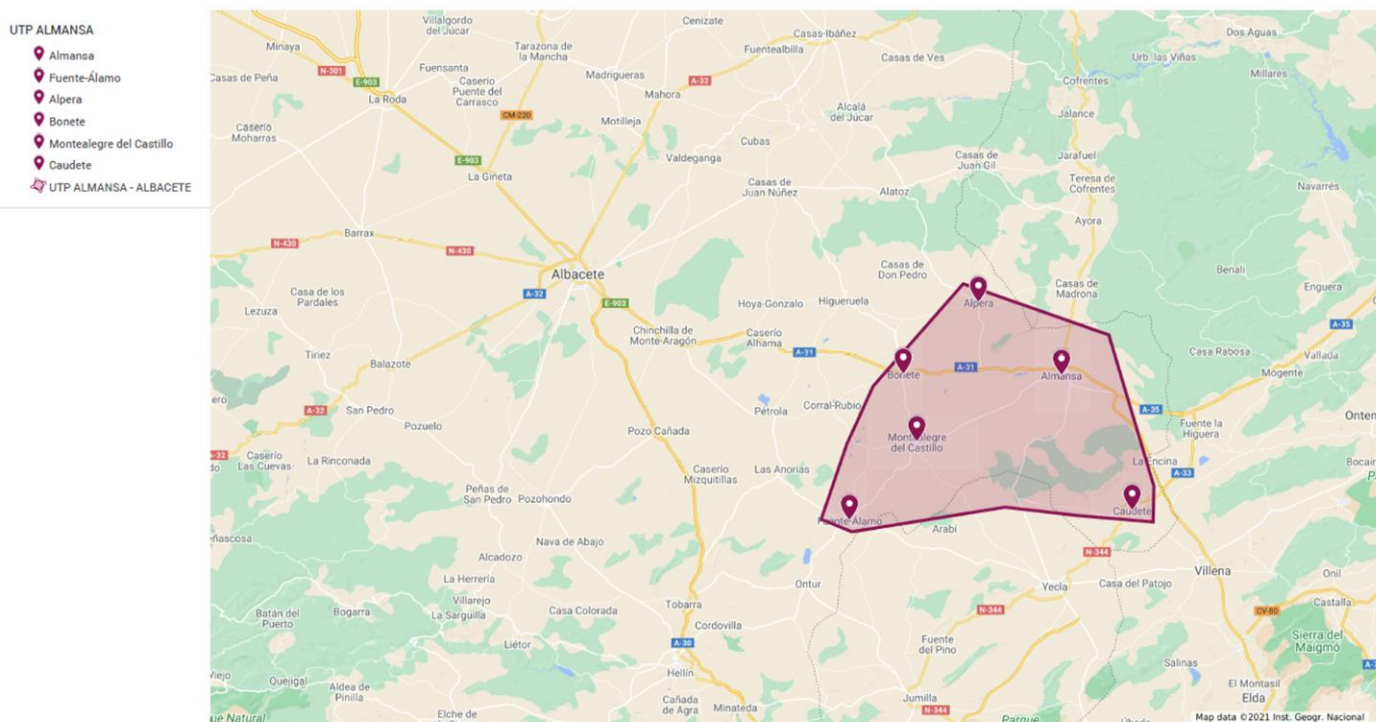 UTP ALMANSA
Almansa
Fuente-Álamo
Alpera
Bonete
Montealegre del Castillo
Caudete
UTP ALMANSA - ALBACETE
Villalgordo
del Júcar
Cenizate
Dos Aguas
Minaya
Tarazona de
la Mancha
Casas-Ibáñez
Fuentealbilla
Casas de Ves
Urb. las Viñas
N-301
E-903
Fuensanta
Madrigueras
A-32
Cofrentes
Millares
Casas de Peña
La Roda
Caserío
Puente del
Carrasco
Mahora
Alcalá
del Júcar
Jalance
CM-220
Motilleja
Caserío
Moharras
Cubas
Jarafuel
E-903
Valdeganga
Casas de
Juan Gil
La Gineta
Casas de
Juan Núñez
Alatoz
Teresa de
Cofrentes
Navarrés
Ayora
N-430
Barrax
N-430
Albacete
Casas de
Don Pedro
Benali
A-32
Casa de los
Pardales
E-903
Hoya-Gonzalo
Higueruela
Alpera
Casas de
Madrona
Enguera
Lezuza
Chinchilla de
Monte-Aragón
Caserío
Alhama
A-35
Tiriez
Balazote
A-31
Bonete
A-31
Almansa
Casa Rabosa
Vallada
Mogente
A-32
San Pedro
Pétrola
Corral-Rubio
A-35
Pozuelo
Pozo Cañada
Montealegre
del Castillo
Fuente la
Higuera
A-32
Caserío
Las Cuevas
La Rinconada
Caserío
Mizquitillas
Las Anorias
La Encina
A-33
Peñas de
San Pedro
Pozohondo
Fuente-Álamo
Arabí
Caudete
Nava de Abajo
N-344
Alcadozo
Villena
La Herrería
Ontur
Yecla
Casa del Patojo
Onil
Batán del
Puerto
Bogarra
Villarejo
La Sarguilla
Casa Colorada
Tobarra
N-344
CV-80
Castalla
Cordovilla
Liétor
A-30
Fuente
del Pino
Sierra del
Maigmó
Hellín
Salinas
Quejigal
Aldea de
Pinilla
Cañada
de Agra
Minateda
Jumilla
N-344
El Montasil
Elda
Elche de
Parque
Map data ©2021 Inst. Geogr. Nacional